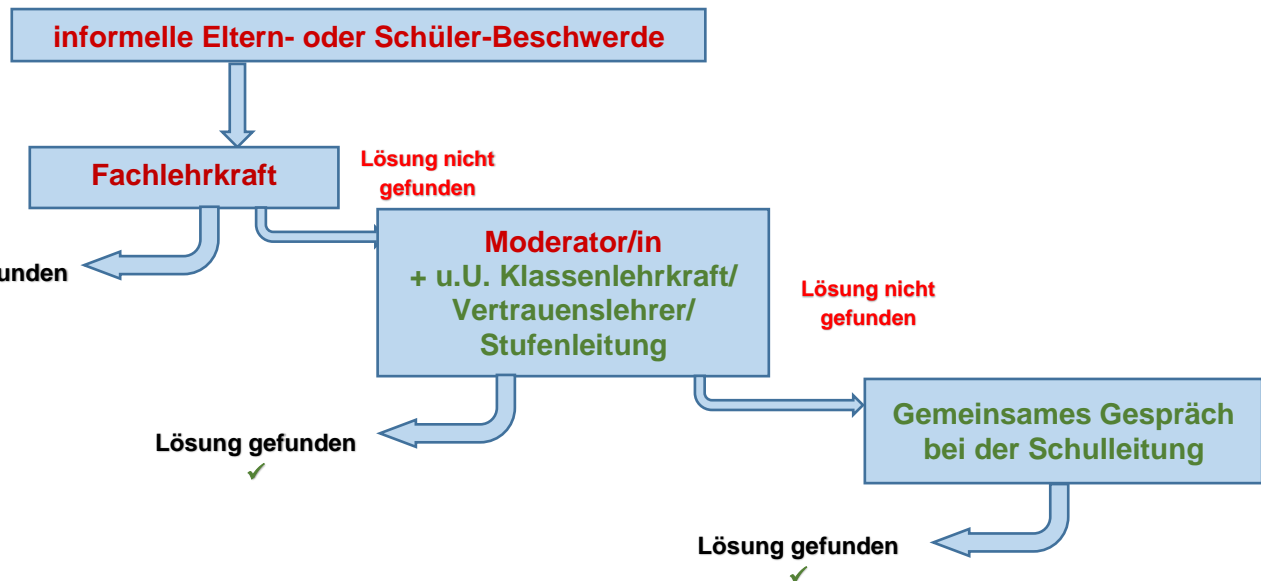 informelle Eltern- oder Schüler-Beschwerde
Fachlehrkraft
Lösung nicht
gefunden
Moderator/in
+ u.U. Klassenlehrkraft/
Vertrauenslehrer/
Stufenleitung
Lösung nicht
gefunden
Gemeinsames Gespräch
bei der Schulleitung
Lösung gefunden
✓
Lösung gefunden
✓